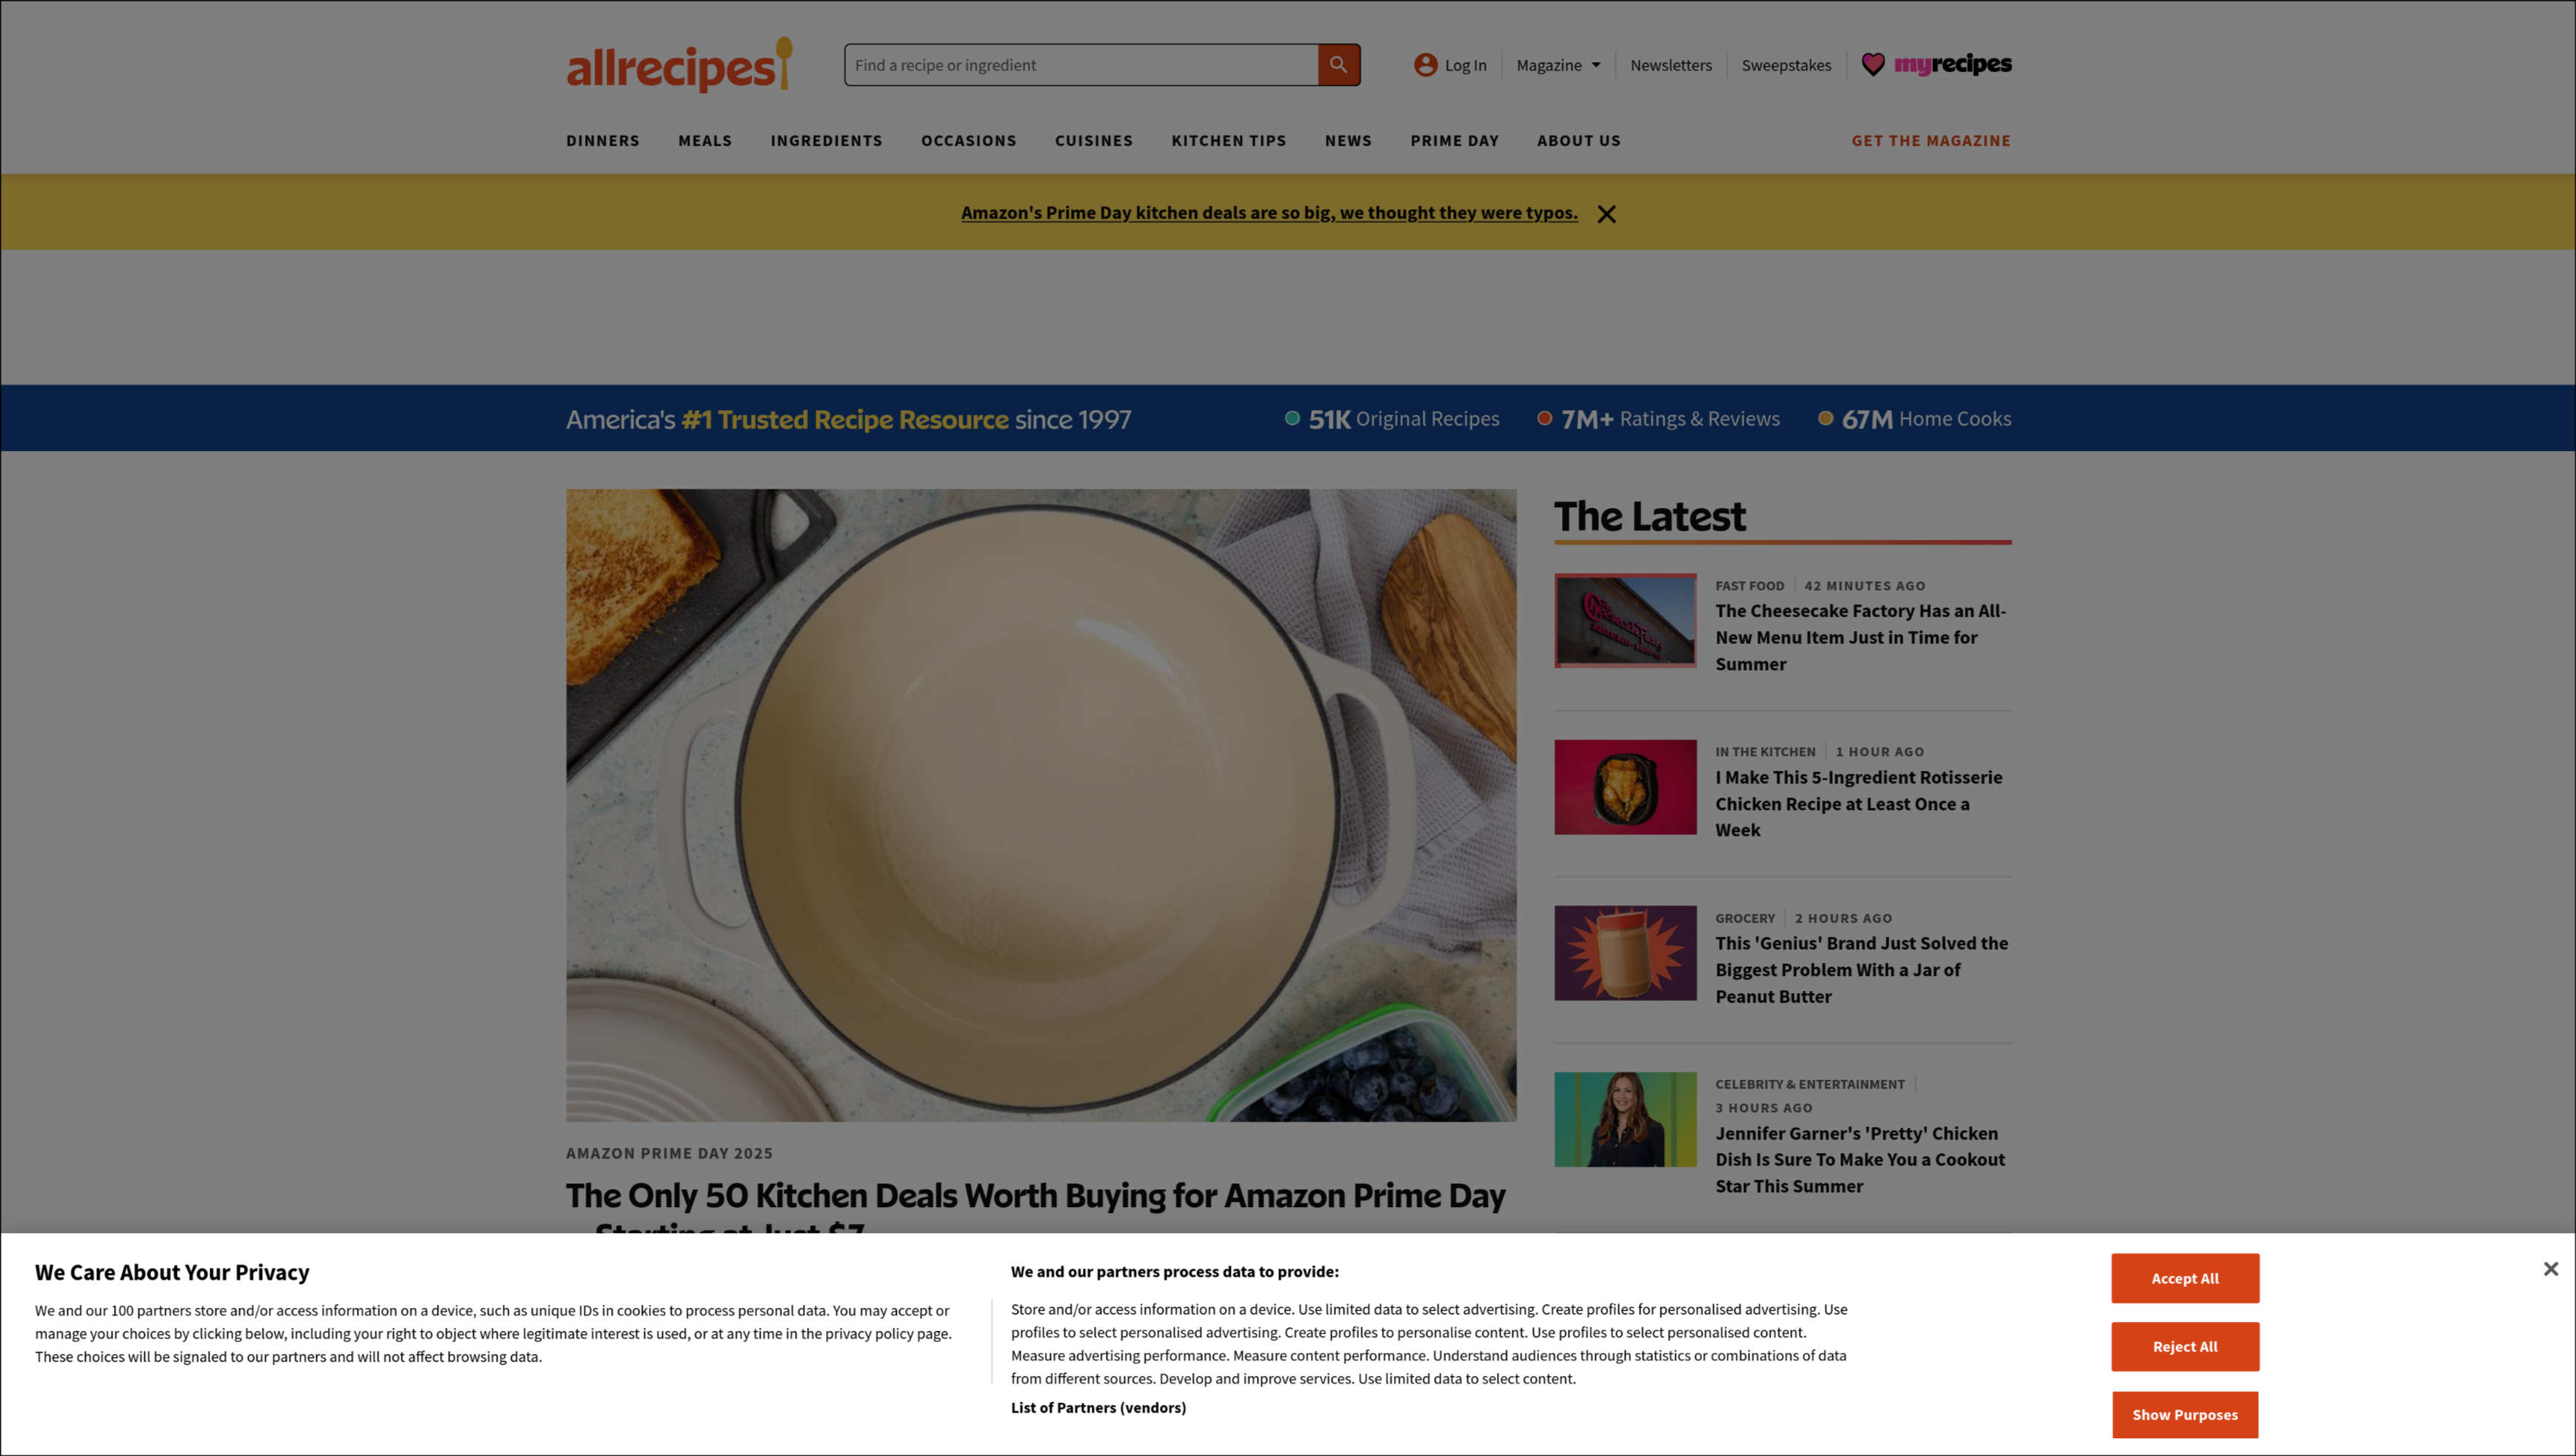 allrecipes
Find a recipe or ingredient
Log In
Magazine
Newsletters
Sweepstakes
myrecipes
DINNERS
MEALS
INGREDIENTS
OCCASIONS
CUISINES
KITCHEN TIPS
NEWS
PRIME DAY
ABOUT US
GET THE MAGAZINE
Amazon's Prime Day kitchen deals are so big, we thought they were typos.
America's #1 Trusted Recipe Resource since 1997
51K Original Recipes
7M+ Ratings & Reviews
67M Home Cooks
AMAZON PRIME DAY 2025
The Only 50 Kitchen Deals Worth Buying for Amazon Prime Day
Starting at Just $7
The Latest
The Cheesecake Factory
FAST FOOD
42 MINUTES AGO
The Cheesecake Factory Has an All-
New Menu Item Just in Time for
Summer
IN THE KITCHEN
1 HOUR AGO
I Make This 5-Ingredient Rotisserie
Chicken Recipe at Least Once a
Week
GROCERY
2 HOURS AGO
This 'Genius' Brand Just Solved the
Biggest Problem With a Jar of
Peanut Butter
CELEBRITY & ENTERTAINMENT
3 HOURS AGO
Jennifer Garner's 'Pretty' Chicken
Dish Is Sure To Make You a Cookout
Star This Summer
We Care About Your Privacy
We and our 100 partners store and/or access information on a device, such as unique IDs in cookies to process personal data. You may accept or
manage your choices by clicking below, including your right to object where legitimate interest is used, or at any time in the privacy policy page.
These choices will be signaled to our partners and will not affect browsing data.
We and our partners process data to provide:
Store and/or access information on a device. Use limited data to select advertising. Create profiles for personalised advertising. Use
profiles to select personalised advertising. Create profiles to personalise content. Use profiles to select personalised content.
Measure advertising performance. Measure content performance. Understand audiences through statistics or combinations of data
from different sources. Develop and improve services. Use limited data to select content.
List of Partners (vendors)
Accept All
Reject All
Show Purposes